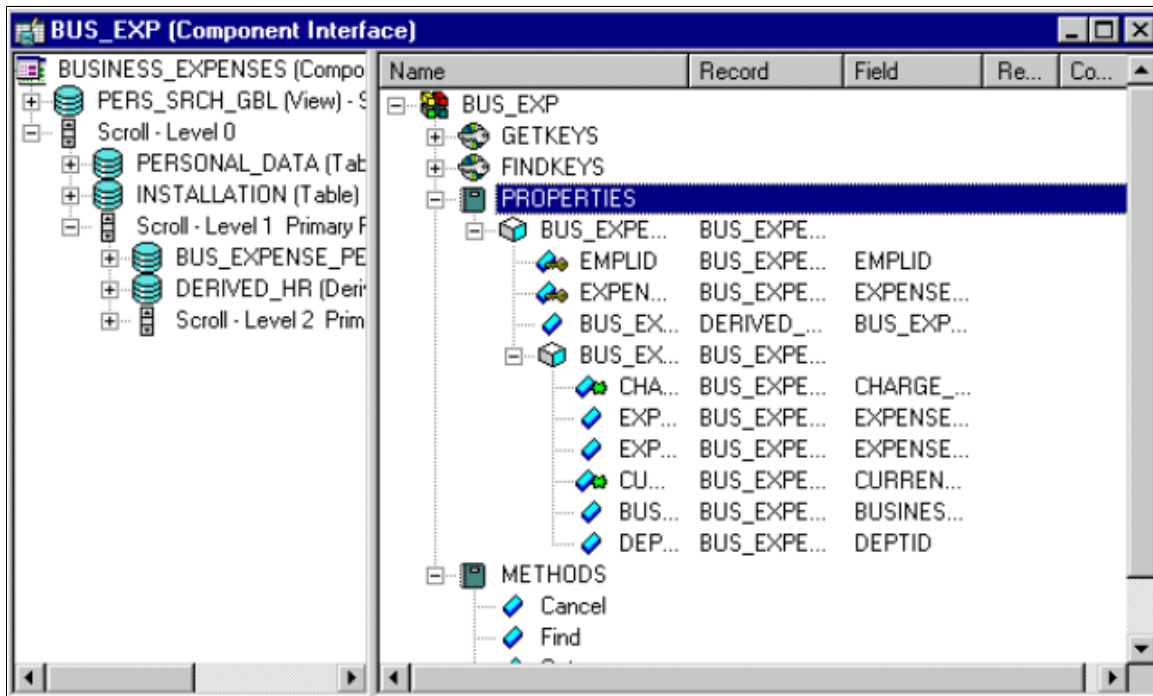 BUS_EXP (Component Interface)
BUSINESS_EXPENSES (Compo
PERS_SRCH_GBL (View) - S
Scroll - Level 0
PERSONAL_DATA (Tab
INSTALLATION (Table)
Scroll - Level 1 Primary F
BUS_EXPENSE_PE
DERIVED_HR (Deri
Scroll - Level 2 Prim
Name Record Field Re... Co...
BUS_EXP
GETKEYS
FINDKEYS
PROPERTIES
BUS_EXPE... BUS_EXPE...
EMPLID BUS_EXPE... EMPLID
EXPEN... BUS_EXPE... EXPENSE...
BUS_EX... DERIVED_... BUS_EXP...
BUS_EX... BUS_EXPE...
CHA... BUS_EXPE... CHARGE_...
EXP... BUS_EXPE... EXPENSE...
EXP... BUS_EXPE... EXPENSE...
CU... BUS_EXPE... CURREN...
BUS... BUS_EXPE... BUSINES...
DEP... BUS_EXPE... DEPTID
METHODS
Cancel
Find